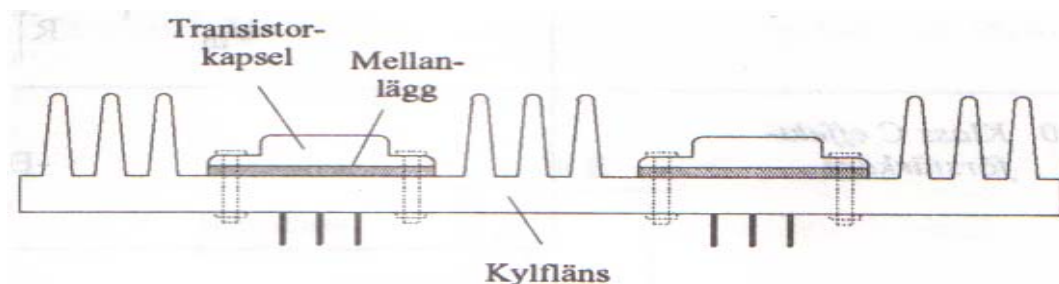 Transistor-
kapsel
Mellan-
lägg
Kylfläns